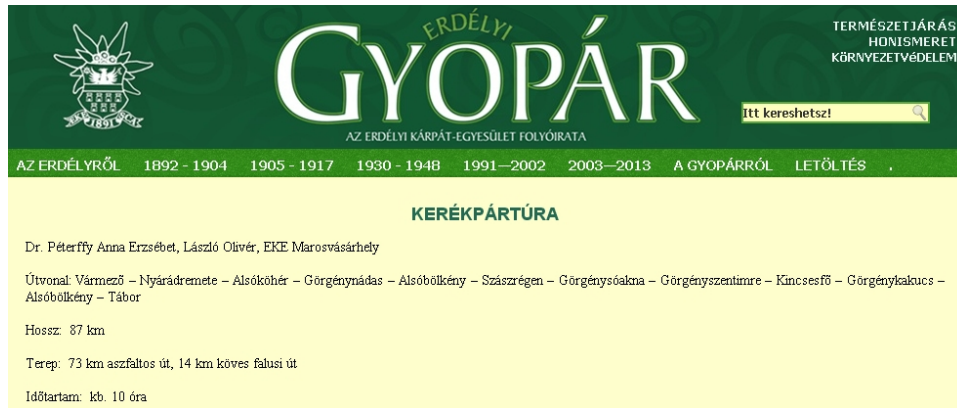 ERDÉLYI
GYOPÁR
AZ ERDÉLYI KÁRPÁT-EGYESÜLET FOLYÓIRATA
TERMÉSZETJÁRÁS
HONISMERET
KÖRNYEZETVéDELEM
Itt kereshetsz!
1891
AZ ERDÉLYRŐL 1892 - 1904 1905 - 1917 1930 - 1948 1991—2002 2003—2013 A GYOPÁRRÓL LETÖLTÉS .
KERÉKPÁRTÚRA
Dr. Péterffy Anna Erzsébet, László Olivér, EKE Marosvásárhely
Útvonal: Vármező – Nyárádremete – Alsóköhér – Görgénynádas – Alsóbölkény – Szászrégen – Görgénysóakna – Görgényszentimre – Kincsesfő – Görgénykakucs –
Alsóbölkény – Tábor
Hossz: 87 km
Terep: 73 km aszfaltos út, 14 km köves falusi út
Időtartam: kb. 10 óra